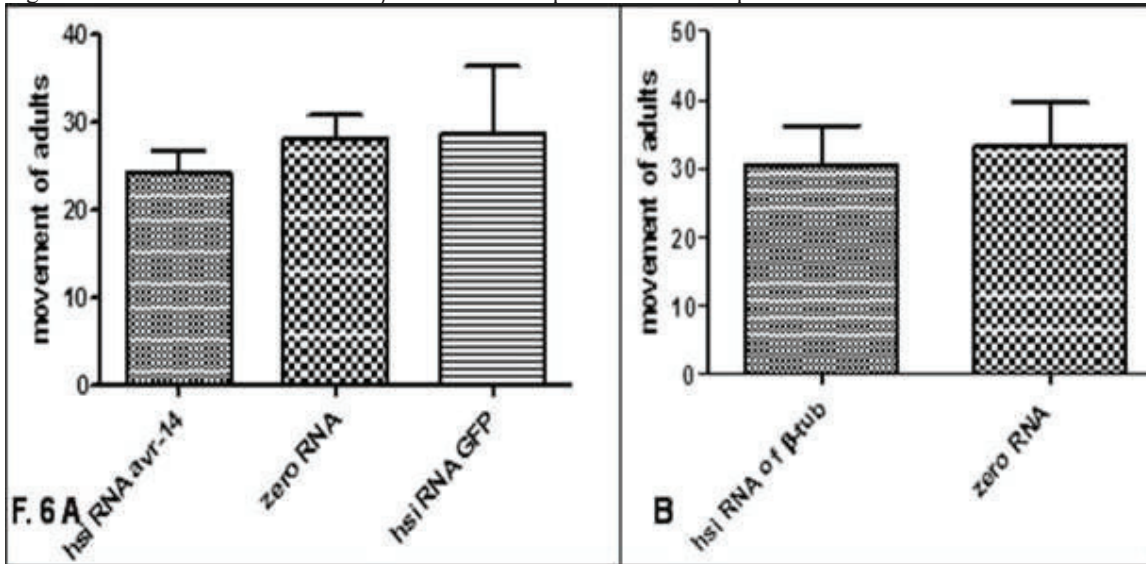 40
30
20
10
0
movement of adults
hsi RNA avr-14
zero RNA
hsi RNA GFP
F. 6 A
50
40
30
20
10
0
movement of adults
hsi RNA of β-tub
zero RNA
B